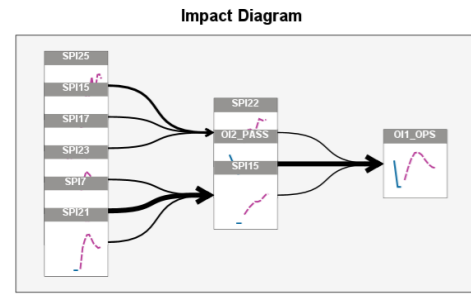 Impact Diagram
SPI25
SPI15
SPI17
SPI23
SPI7
SPI21
SPI22
OI2_PASS
SPI15
OI1_OPS